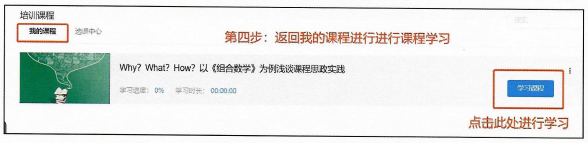 培训课程
我的课程 选课中心
第四步：返回我的课程进行进行课程学习
Why？What？How？以《组合数学》为例浅谈课程思政实践
学习进度： 0% 学习时长： 00:00:00
学习课程
点击此处进行学习